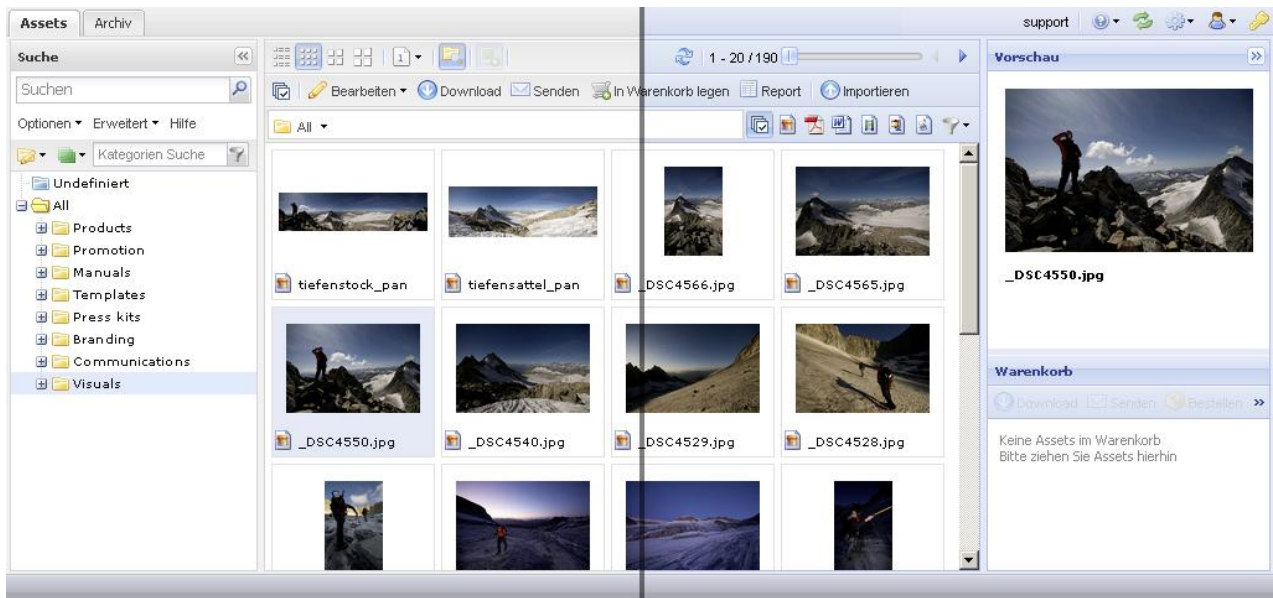 Assets Archiv support
Suche
Suchen
Optionen Erweitert Hilfe
Kategorien Suche
Undefiniert
All
Products
Promotion
Manuals
Templates
Press kits
Branding
Communications
Visuals
1 1 - 20 / 190
Bearbeiten Download Senden In Warenkorb legen Report Importieren
All
tiefenstock_pan tiefensattel_pan _DSC4566.jpg _DSC4565.jpg
_DSC4550.jpg _DSC4540.jpg _DSC4529.jpg _DSC4528.jpg
Vorschau
_DSC4550.jpg
Warenkorb
Download Senden Bestellen
Keine Assets im Warenkorb
Bitte ziehen Sie Assets hierhin